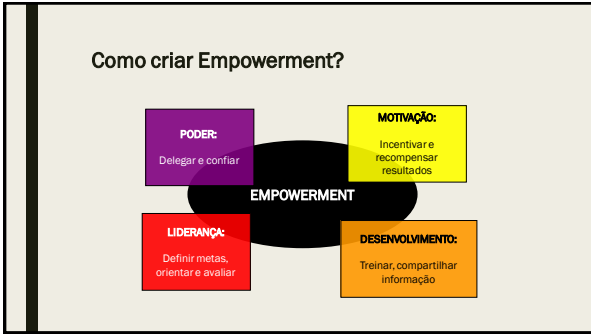 Como criar Empowerment?
PODER:
Delegar e confiar
MOTIVAÇÃO:
Incentivar e
recompensar
resultados
EMPOWERMENT
LIDERANÇA:
Definir metas,
orientar e avaliar
DESENVOLVIMENTO:
Treinar, compartilhar
informação